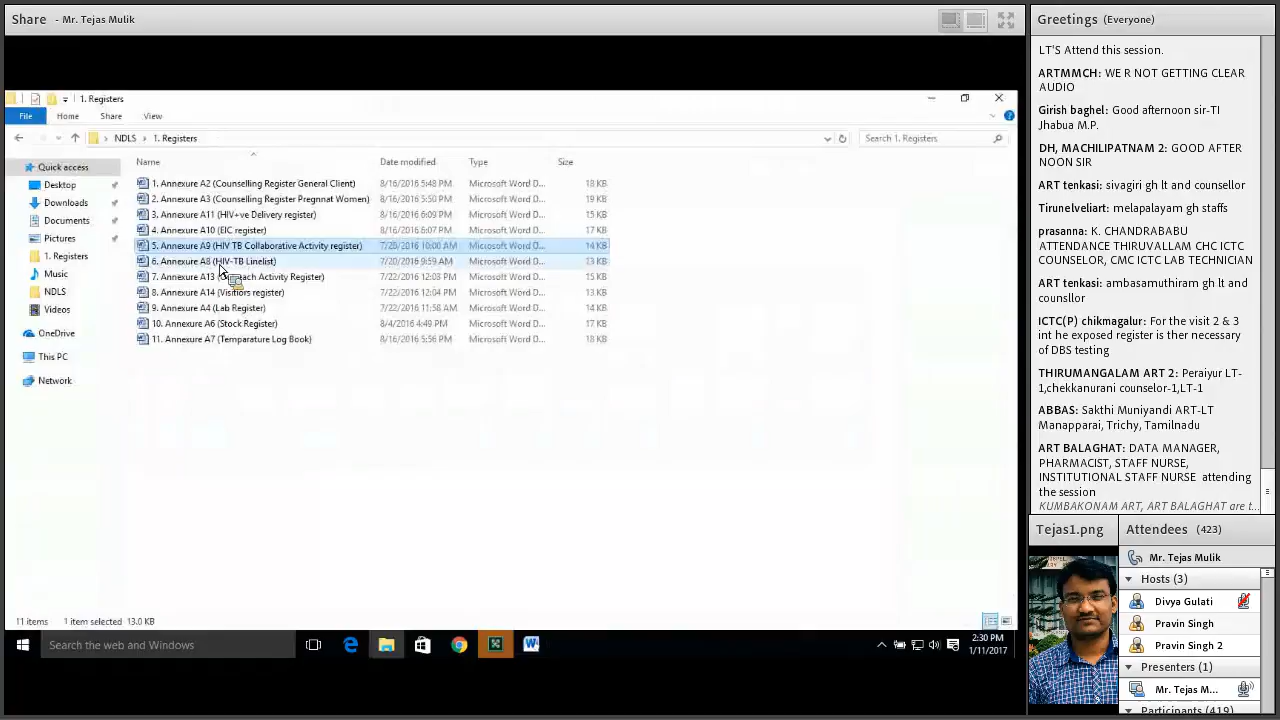 Share - Mr. Tejas Mulik
1. Registers
File Home Share View
NDLS 1. Registers Search 1. Registers
Name Date modified Type Size
Quick access
Desktop
Downloads
Documents
Pictures
1. Registers
Music
NDLS
Videos
OneDrive
This PC
Network
1. Annexure A2 (Counselling Register General Client) 8/16/2016 5:48 PM Microsoft Word D... 18 KB
2. Annexure A3 (Counselling Register Pregnnat Women) 8/16/2016 5:50 PM Microsoft Word D... 19 KB
3. Annexure A11 (HIV+ve Delivery register) 8/16/2016 6:09 PM Microsoft Word D... 15 KB
4. Annexure A10 (EIC register) 8/16/2016 6:07 PM Microsoft Word D... 17 KB
5. Annexure A9 (HIV TB Collaborative Activity register) 10:00 AM Microsoft Word D... 14 KB
6. Annexure A8 (HIV-TB Linelist) 7/20/2016 9:59 AM Microsoft Word D... 13 KB
7. Annexure A13 Activity Register) 7/22/2016 12:03 PM Microsoft Word D... 15 KB
8. Annexure A14 (Visitors register) 7/22/2016 12:04 PM Microsoft Word D... 13 KB
9. Annexure A4 (Lab Register) 7/22/2016 11:58 AM Microsoft Word D... 14 KB
10. Annexure A6 (Stock Register) 8/4/2016 4:49 PM Microsoft Word D... 17 KB
11. Annexure A7 (Temparature Log Book) 8/16/2016 5:56 PM Microsoft Word D... 18 KB
11 items 1 item selected 13.0 KB
Search the web and Windows
2:30 PM
1/11/2017
Greetings (Everyone)
LT'S Attend this session.
ARTMMCH: WE R NOT GETTING CLEAR
AUDIO
Girish baghel: Good afternoon sir-TI
Jhabua M.P.
DH, MACHILIPATNAM 2: GOOD AFTER
NOON SIR
ART tenkasi: sivagiri gh lt and counsellor
Tirunelveliart: melapalayam gh staffs
prasanna: K. CHANDRABABU
ATTENDANCE THIRUVALLAM CHC ICTC
COUNSELOR, CMC ICTC LAB TECHNICIAN
ART tenkasi: ambasamuthiram gh lt and
counsllor
ICTC(P) chikmagalur: For the visit 2 & 3
int he exposed register is ther necessary
of DBS testing
THIRUMANGALAM ART 2: Peraiyur LT-
1,chekkanurani counselor-1,LT-1
ABBAS: Sakthi Muniyandi ART-LT
Manapparai, Trichy, Tamilnadu
ART BALAGHAT: DATA MANAGER,
PHARMACIST, STAFF NURSE,
INSTITUTIONAL STAFF NURSE attending
the session
KUMBAKONAM ART, ART BALAGHAT are t...
Tejas1.png
Attendees (423)
Mr. Tejas Mulik
Hosts (3)
Divya Gulati
Pravin Singh
Pravin Singh 2
Presenters (1)
Mr. Tejas M...
Participants (419)